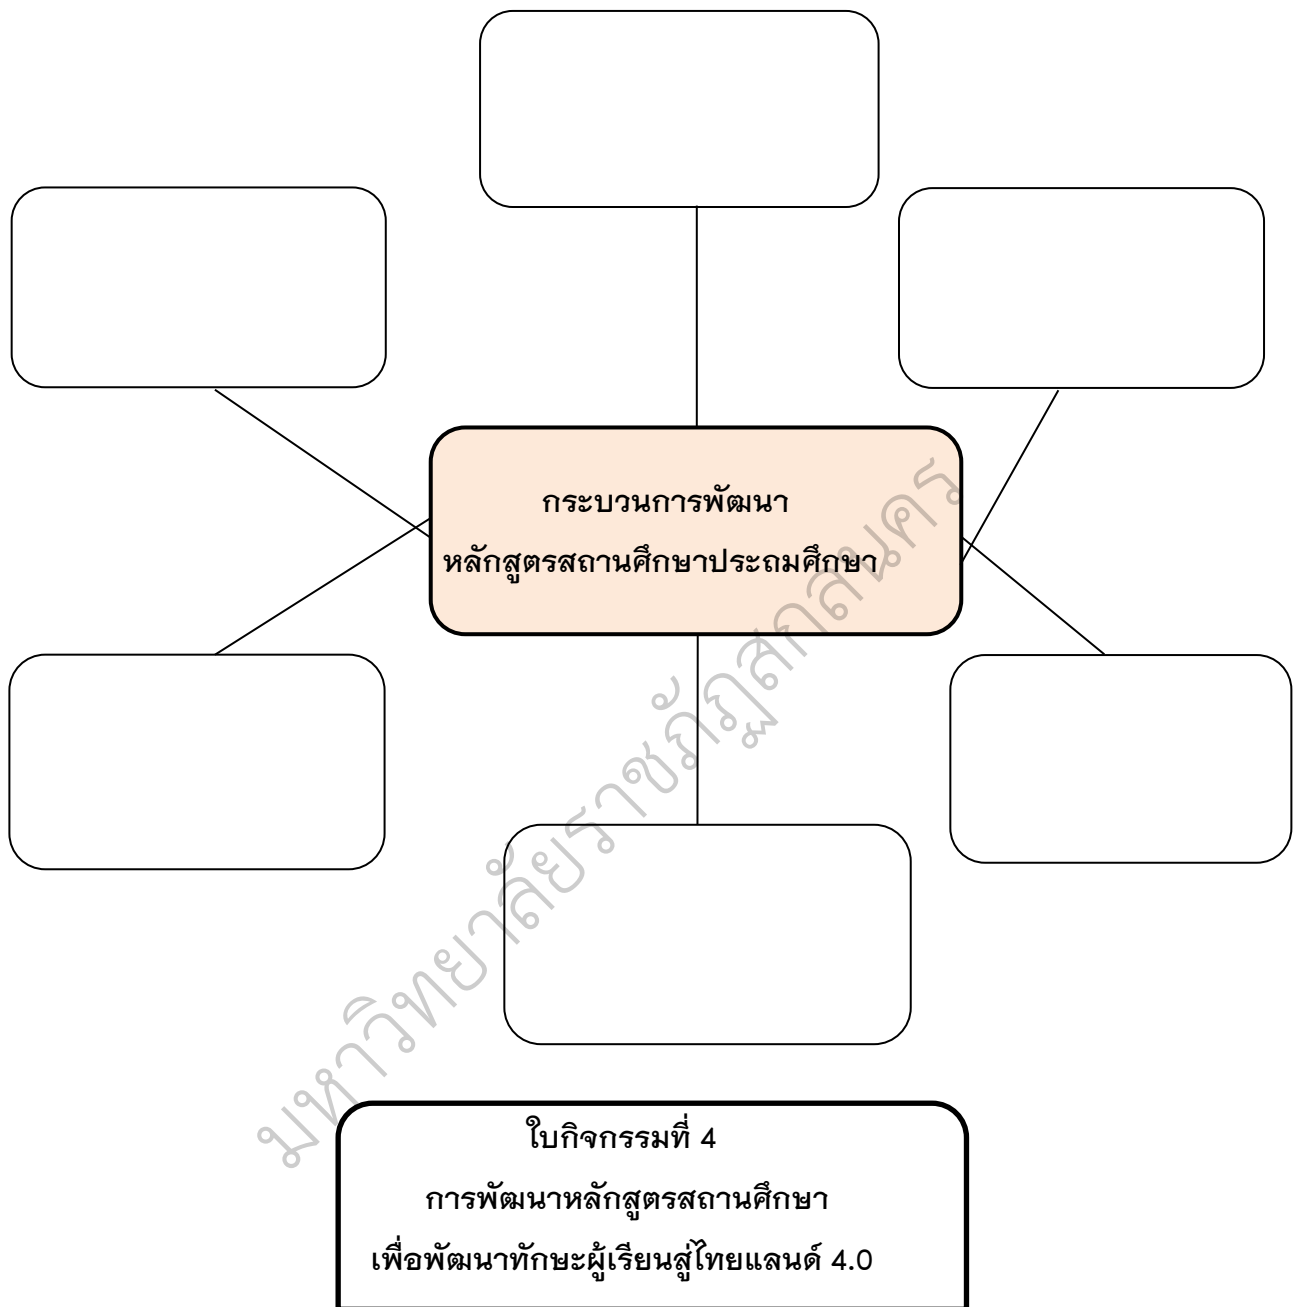 กระบวนการพัฒนา
หลักสูตรสถานศึกษาประถมศึกษา
มหาวิทยาลัยราชภัฏสกลนคร
ใบกิจกรรมที่ 4
การพัฒนาหลักสูตรสถานศึกษา
เพื่อพัฒนาทักษะผู้เรียนสู่ไทยแลนด์ 4.0